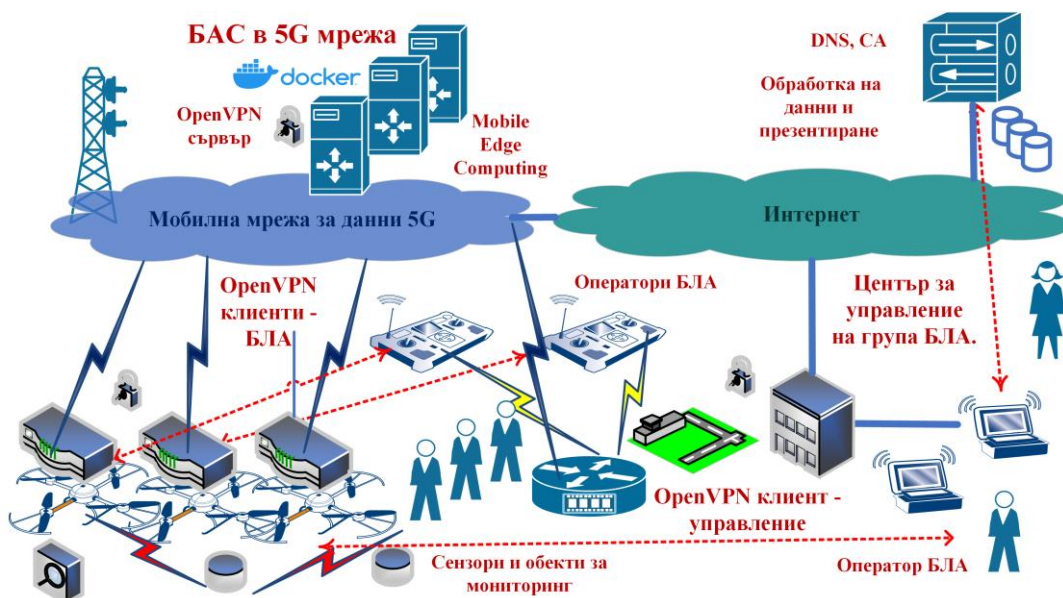 БАС в 5G мрежа
docker
OpenVPN
сървър
Mobile
Edge
Computing
DNS, CA
Обработка на
данни и
презентиране
Мобилна мрежа за данни 5G
Интернет
OpenVPN
клиенти -
БЛА
Оператори БЛА
Център за
управление
на група БЛА.
OpenVPN клиент -
управление
Сензори и обекти за
мониторинг
Оператор БЛА